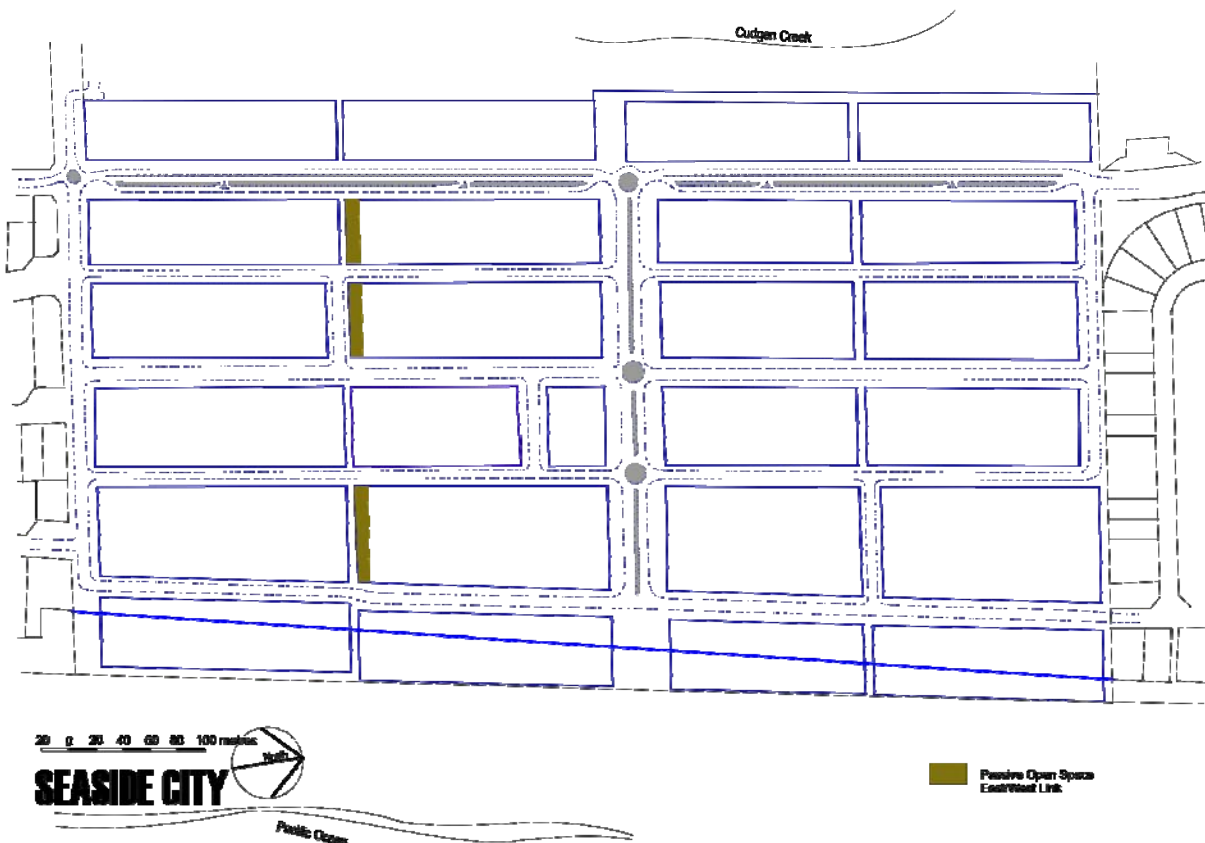 Cudgen Creek
20 0 20 40 60 80 100 metres
North
SEASIDE CITY
Pacific Ocean
Passive Open Space
East/West Link